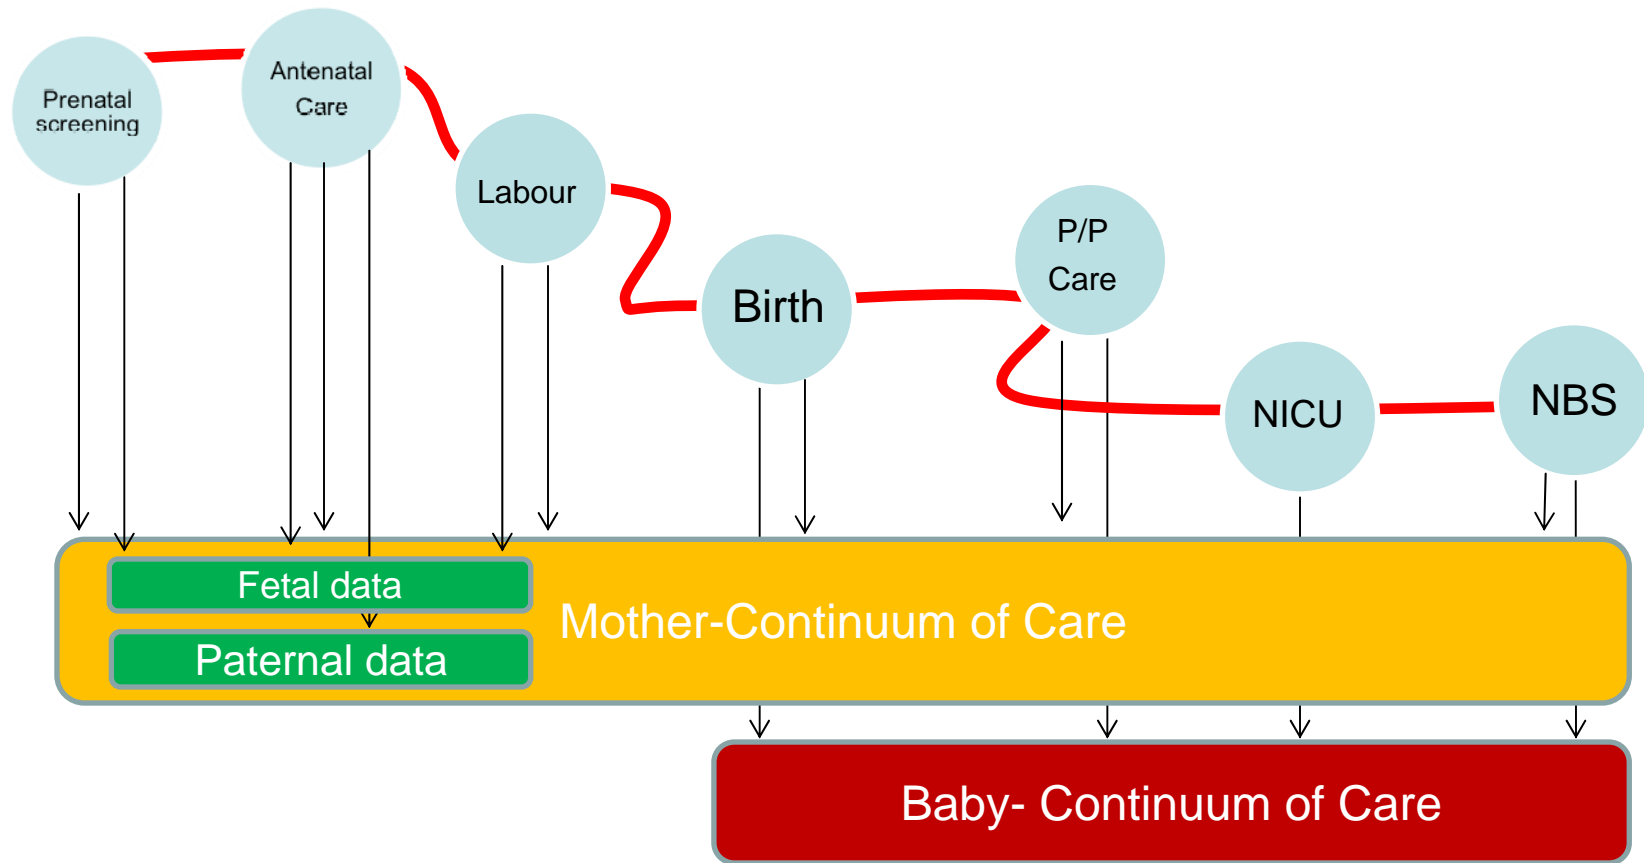 Prenatal
screening
Antenatal
Care
Labour
Birth
P/P
Care
NICU
NBS
Fetal data
Paternal data
Mother-Continuum of Care
Baby- Continuum of Care